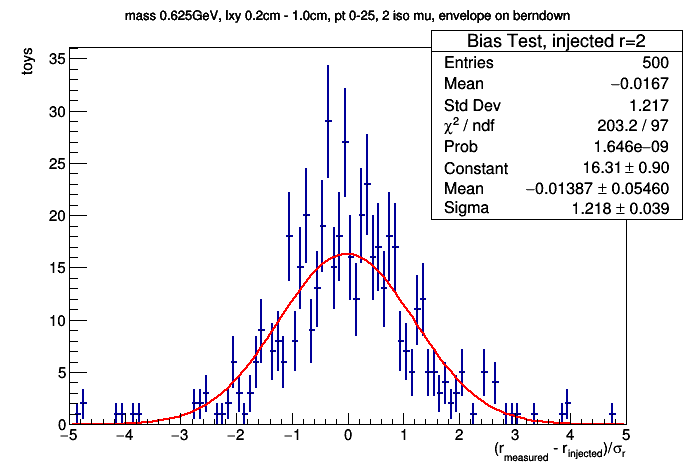 mass 0.625GeV, lxy 0.2cm - 1.0cm, pt 0-25, 2 iso mu, envelope on berndown
Bias Test, injected r=2
Entries 500
Mean −0.0167
Std Dev 1.217
χ² / ndf 203.2 / 97
Prob 1.646e−09
Constant 16.31 ± 0.90
Mean −0.01387 ± 0.05460
Sigma 1.218 ± 0.039
toys
35
30
25
20
15
10
5
0
−5 −4 −3 −2 −1 0 1 2 3 4 5
(r_measured - r_injected)/σ_r